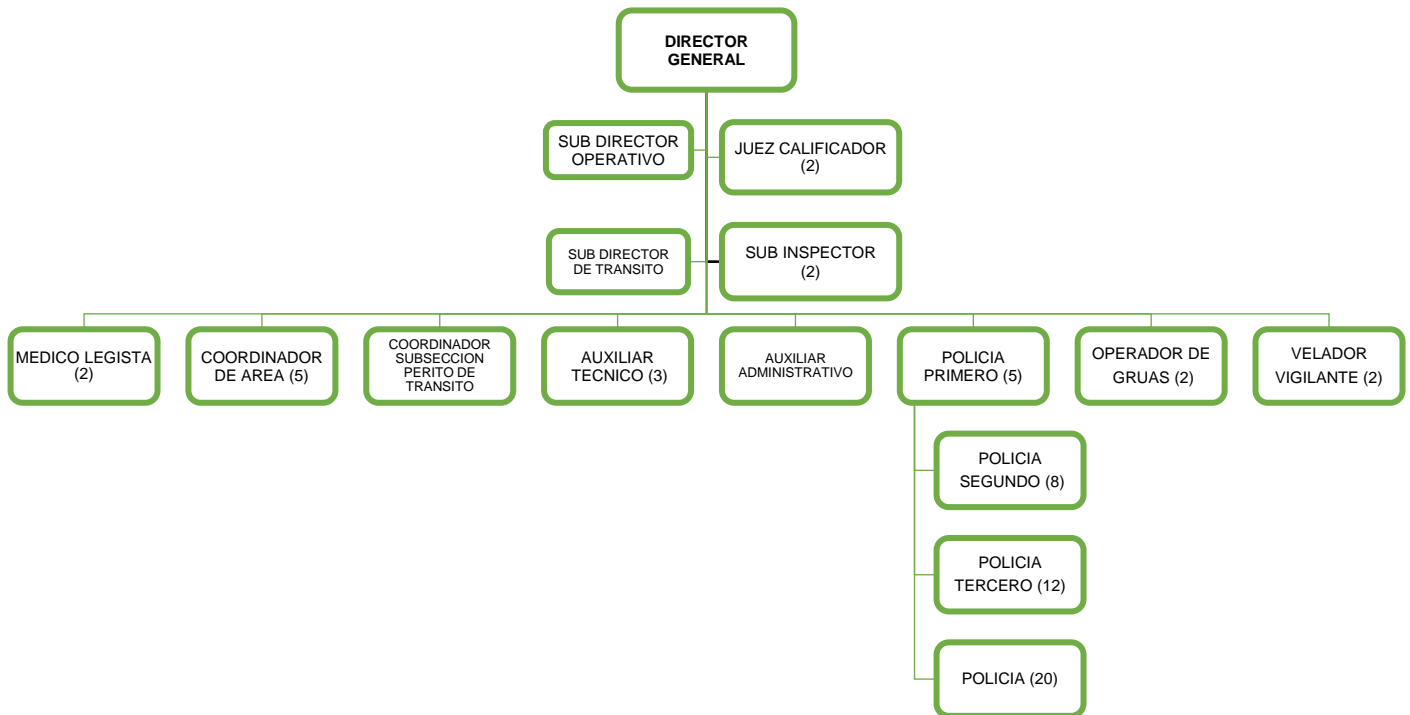 DIRECTOR
GENERAL
SUB DIRECTOR
OPERATIVO
JUEZ CALIFICADOR
(2)
SUB DIRECTOR
DE TRANSITO
SUB INSPECTOR
(2)
MEDICO LEGISTA
(2)
COORDINADOR
DE AREA (5)
COORDINADOR
SUBSECCION
PERITO DE
TRANSITO
AUXILIAR
TECNICO (3)
AUXILIAR
ADMINISTRATIVO
POLICIA
PRIMERO (5)
OPERADOR DE
GRUAS (2)
VELADOR
VIGILANTE (2)
POLICIA
SEGUNDO (8)
POLICIA
TERCERO (12)
POLICIA (20)